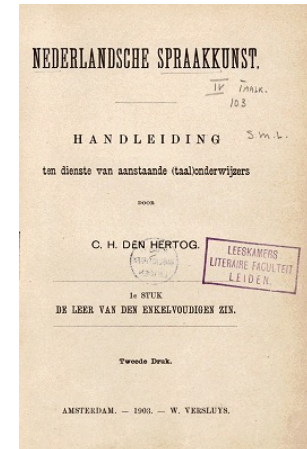 NEDERLANDSCHE SPRAAKKUNST.
IV TAALK.
103
HANDLEIDING
S.M.L.
ten dienste van aanstaande (taal)onderwijzers
DOOR
C. H. DEN HERTOG.
LEESKAMERS
LITERAIRE FACULTEIT
LEIDEN.
1e STUK
DE LEER VAN DEN ENKELVOUDIGEN ZIN.
Tweede Druk.
AMSTERDAM. — 1903. — W. VERSLUYS.